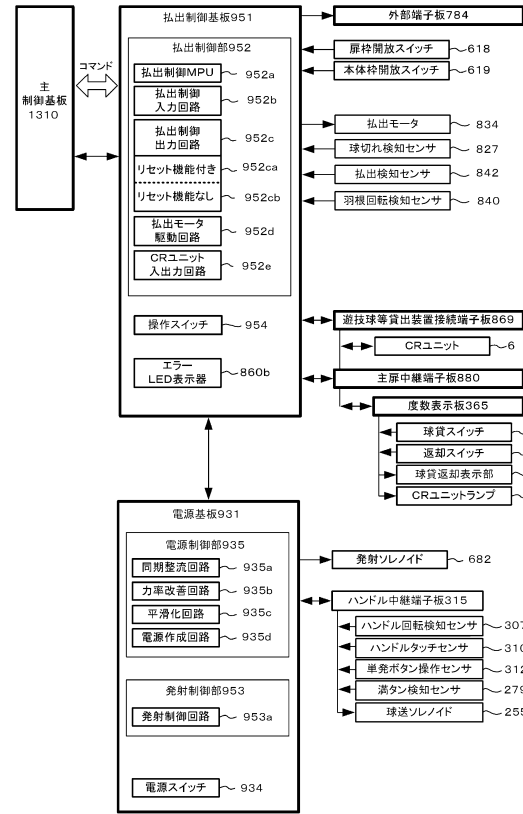 主
制御基板
1310
コマンド
払出制御基板951
払出制御部952
払出制御MPU 952a
払出制御
入力回路 952b
払出制御
出力回路 952c
リセット機能付き 952ca
リセット機能なし 952cb
払出モータ
駆動回路 952d
CRユニット
入出力回路 952e
操作スイッチ 954
エラー
LED表示器 860b
外部端子板784
扉枠開放スイッチ 618
本体枠開放スイッチ 619
払出モータ 834
球切れ検知センサ 827
払出検知センサ 842
羽根回転検知センサ 840
遊技球等貸出装置接続端子板869
CRユニット 6
主扉中継端子板880
度数表示板365
球貸スイッチ
返却スイッチ
球貸返却表示部
CRユニットランプ
電源基板931
電源制御部935
同期整流回路 935a
力率改善回路 935b
平滑化回路 935c
電源作成回路 935d
発射制御部953
発射制御回路 953a
電源スイッチ 934
発射ソレノイド 682
ハンドル中継端子板315
ハンドル回転検知センサ 307
ハンドルタッチセンサ 310
単発ボタン操作センサ 312
満タン検知センサ 279
球送ソレノイド 255